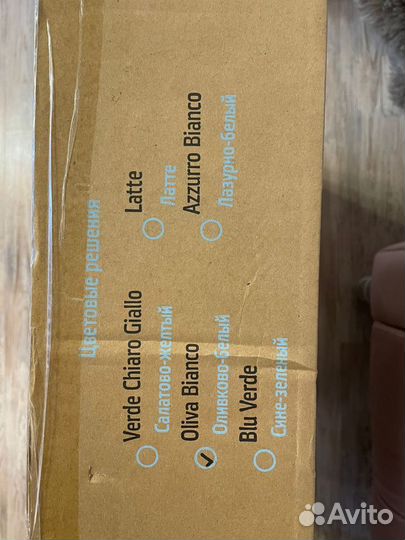 Цветовые решения
Verde Chiaro Giallo
Салатово-желтый
Oliva Bianco
Оливково-белый
Blu Verde
Сине-зеленый
Latte
Латте
Azzurro Bianco
Лазурно-белый
Avito